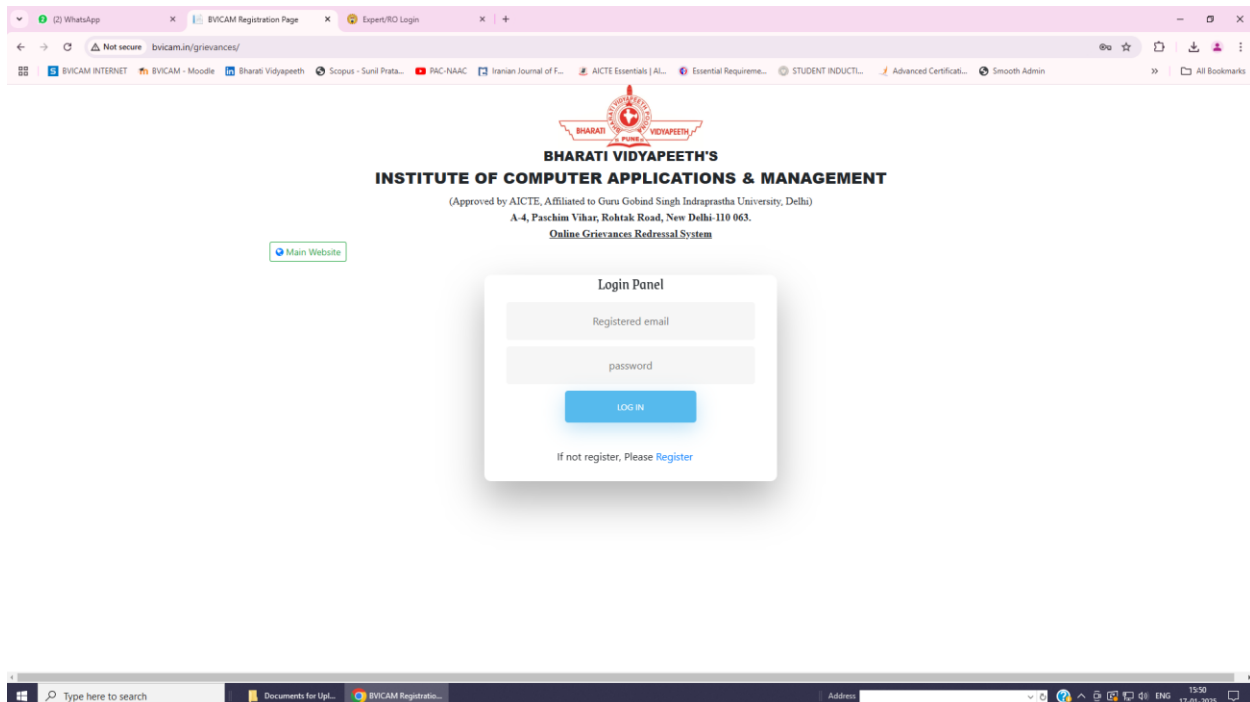 (2) WhatsApp
BVICAM Registration Page
Expert/RO Login
Not secure bvicam.in/grievances/
BVICAM INTERNET BVICAM - Moodle Bharati Vidyapeeth Scopus - Sunil Prata... PAC-NAAC Iranian Journal of F... AICTE Essentials | Al... Essential Requireme... STUDENT INDUCTI... Advanced Certificati... Smooth Admin » All Bookmarks
BHARATI VIDYAPEETH
PUNE
BHARATI VIDYAPEETH'S
INSTITUTE OF COMPUTER APPLICATIONS & MANAGEMENT
(Approved by AICTE, Affiliated to Guru Gobind Singh Indraprastha University, Delhi)
A-4, Paschim Vihar, Rohtak Road, New Delhi-110 063.
Online Grievances Redressal System
Main Website
Login Panel
Registered email
password
LOG IN
If not register, Please Register
Type here to search Documents for Upl... BVICAM Registratio... Address ENG 15:50
17-01-2025